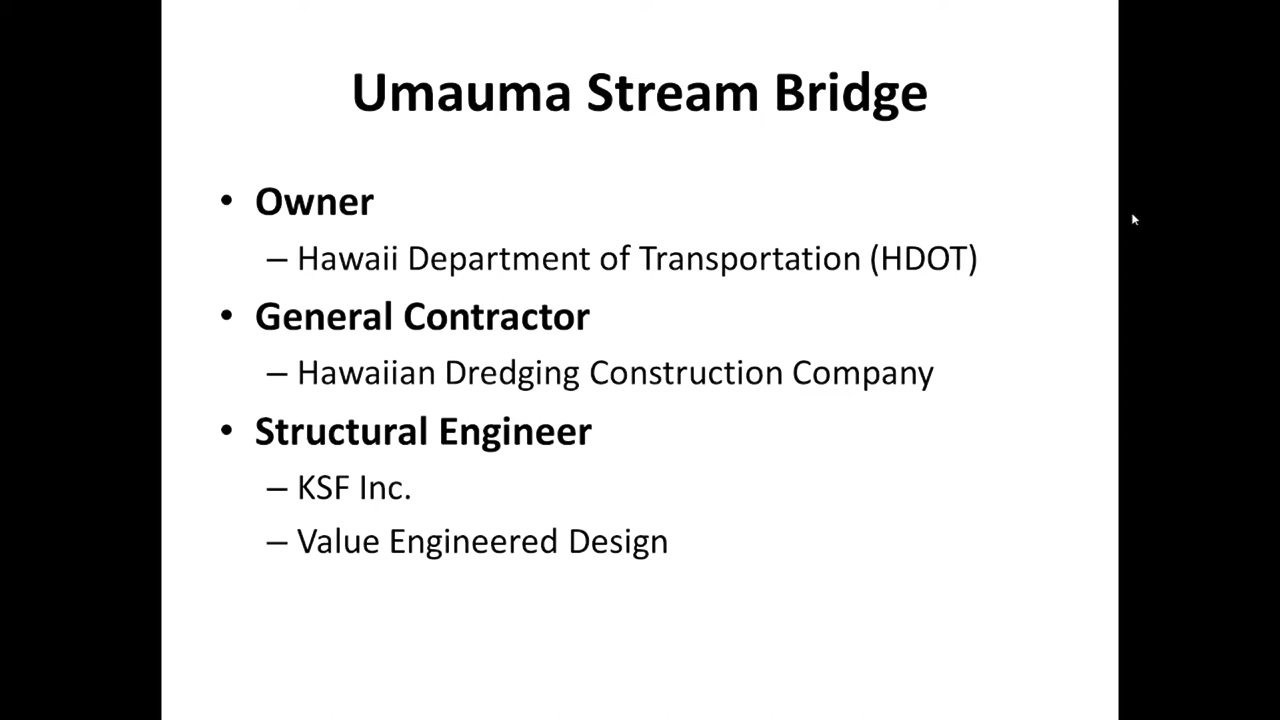 Umauma Stream Bridge
• Owner
– Hawaii Department of Transportation (HDOT)
• General Contractor
– Hawaiian Dredging Construction Company
• Structural Engineer
– KSF Inc.
– Value Engineered Design